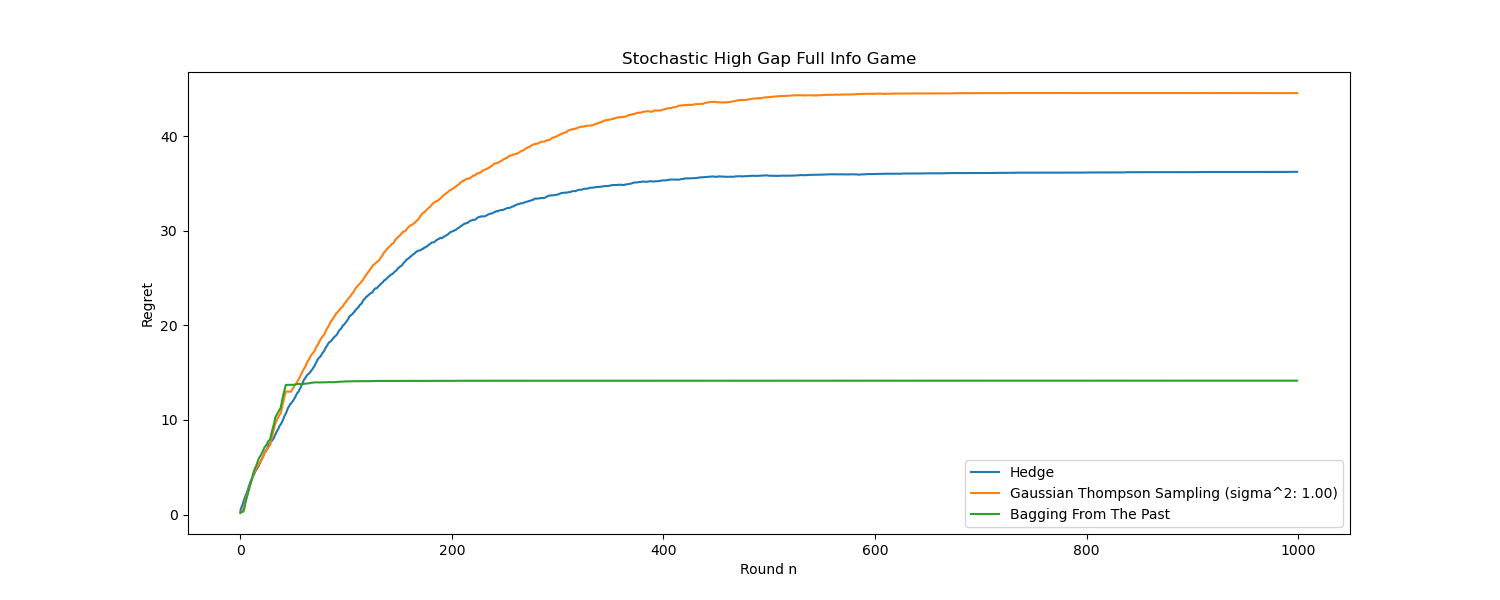 Stochastic High Gap Full Info Game
Regret
40
30
20
10
0
0 200 400 600 800 1000
Round n
Hedge
Gaussian Thompson Sampling (sigma^2: 1.00)
Bagging From The Past